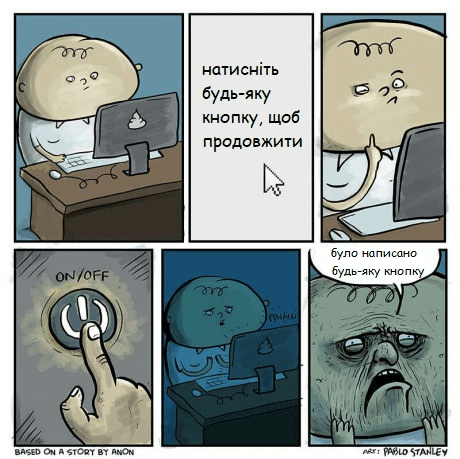 натисніть
будь-яку
кнопку, щоб
продовжити
ON/OFF
було написано
будь-яку кнопку
BASED ON A STORY BY ANON
ART: PABLO STANLEY